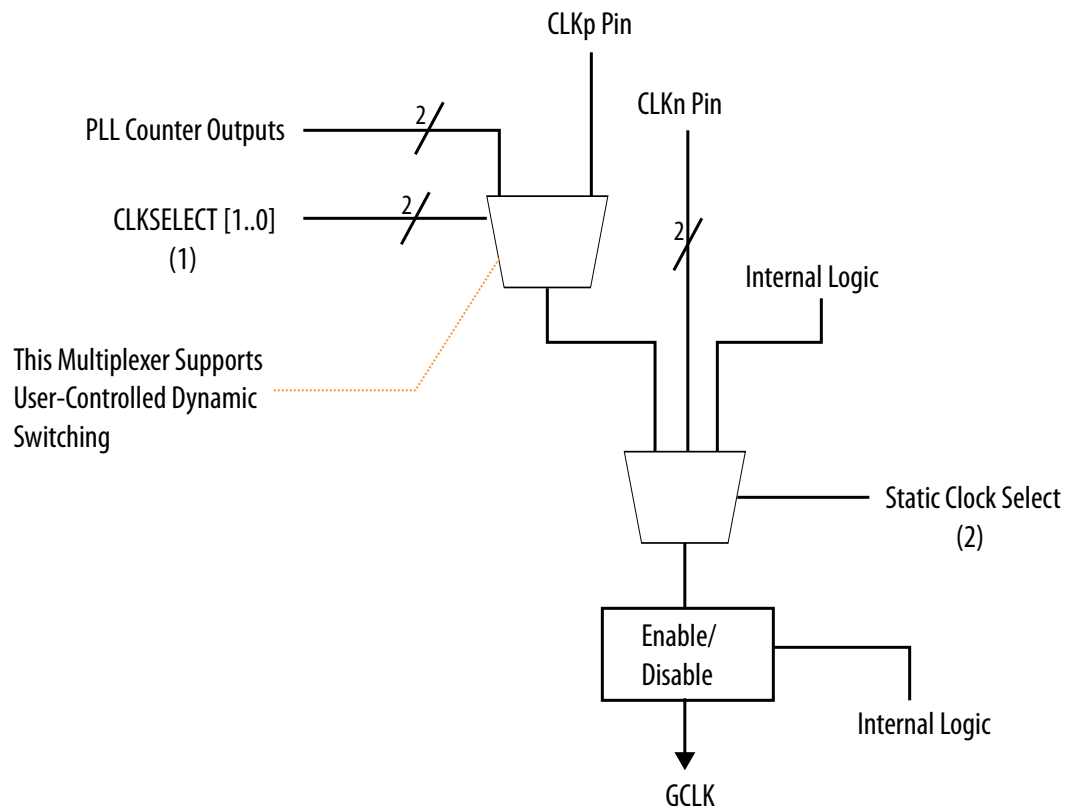 CLKp Pin
CLKn Pin
2
PLL Counter Outputs
2
CLKSELECT [1..0]
(1)
2
Internal Logic
This Multiplexer Supports
User-Controlled Dynamic
Switching
Static Clock Select
(2)
Enable/
Disable
Internal Logic
GCLK